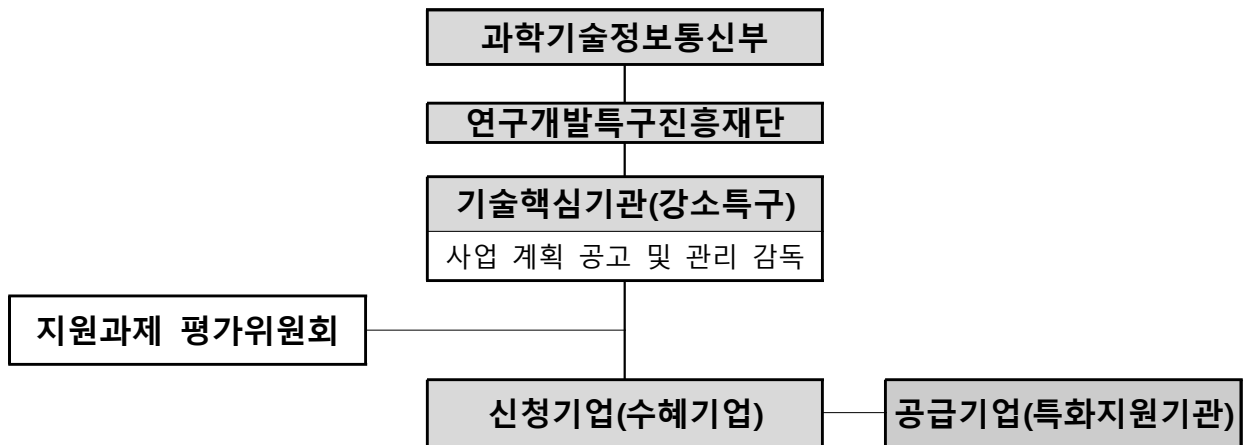 과학기술정보통신부
연구개발특구진흥재단
기술핵심기관(강소특구)
사업 계획 공고 및 관리 감독
지원과제 평가위원회
신청기업(수혜기업)
공급기업(특화지원기관)